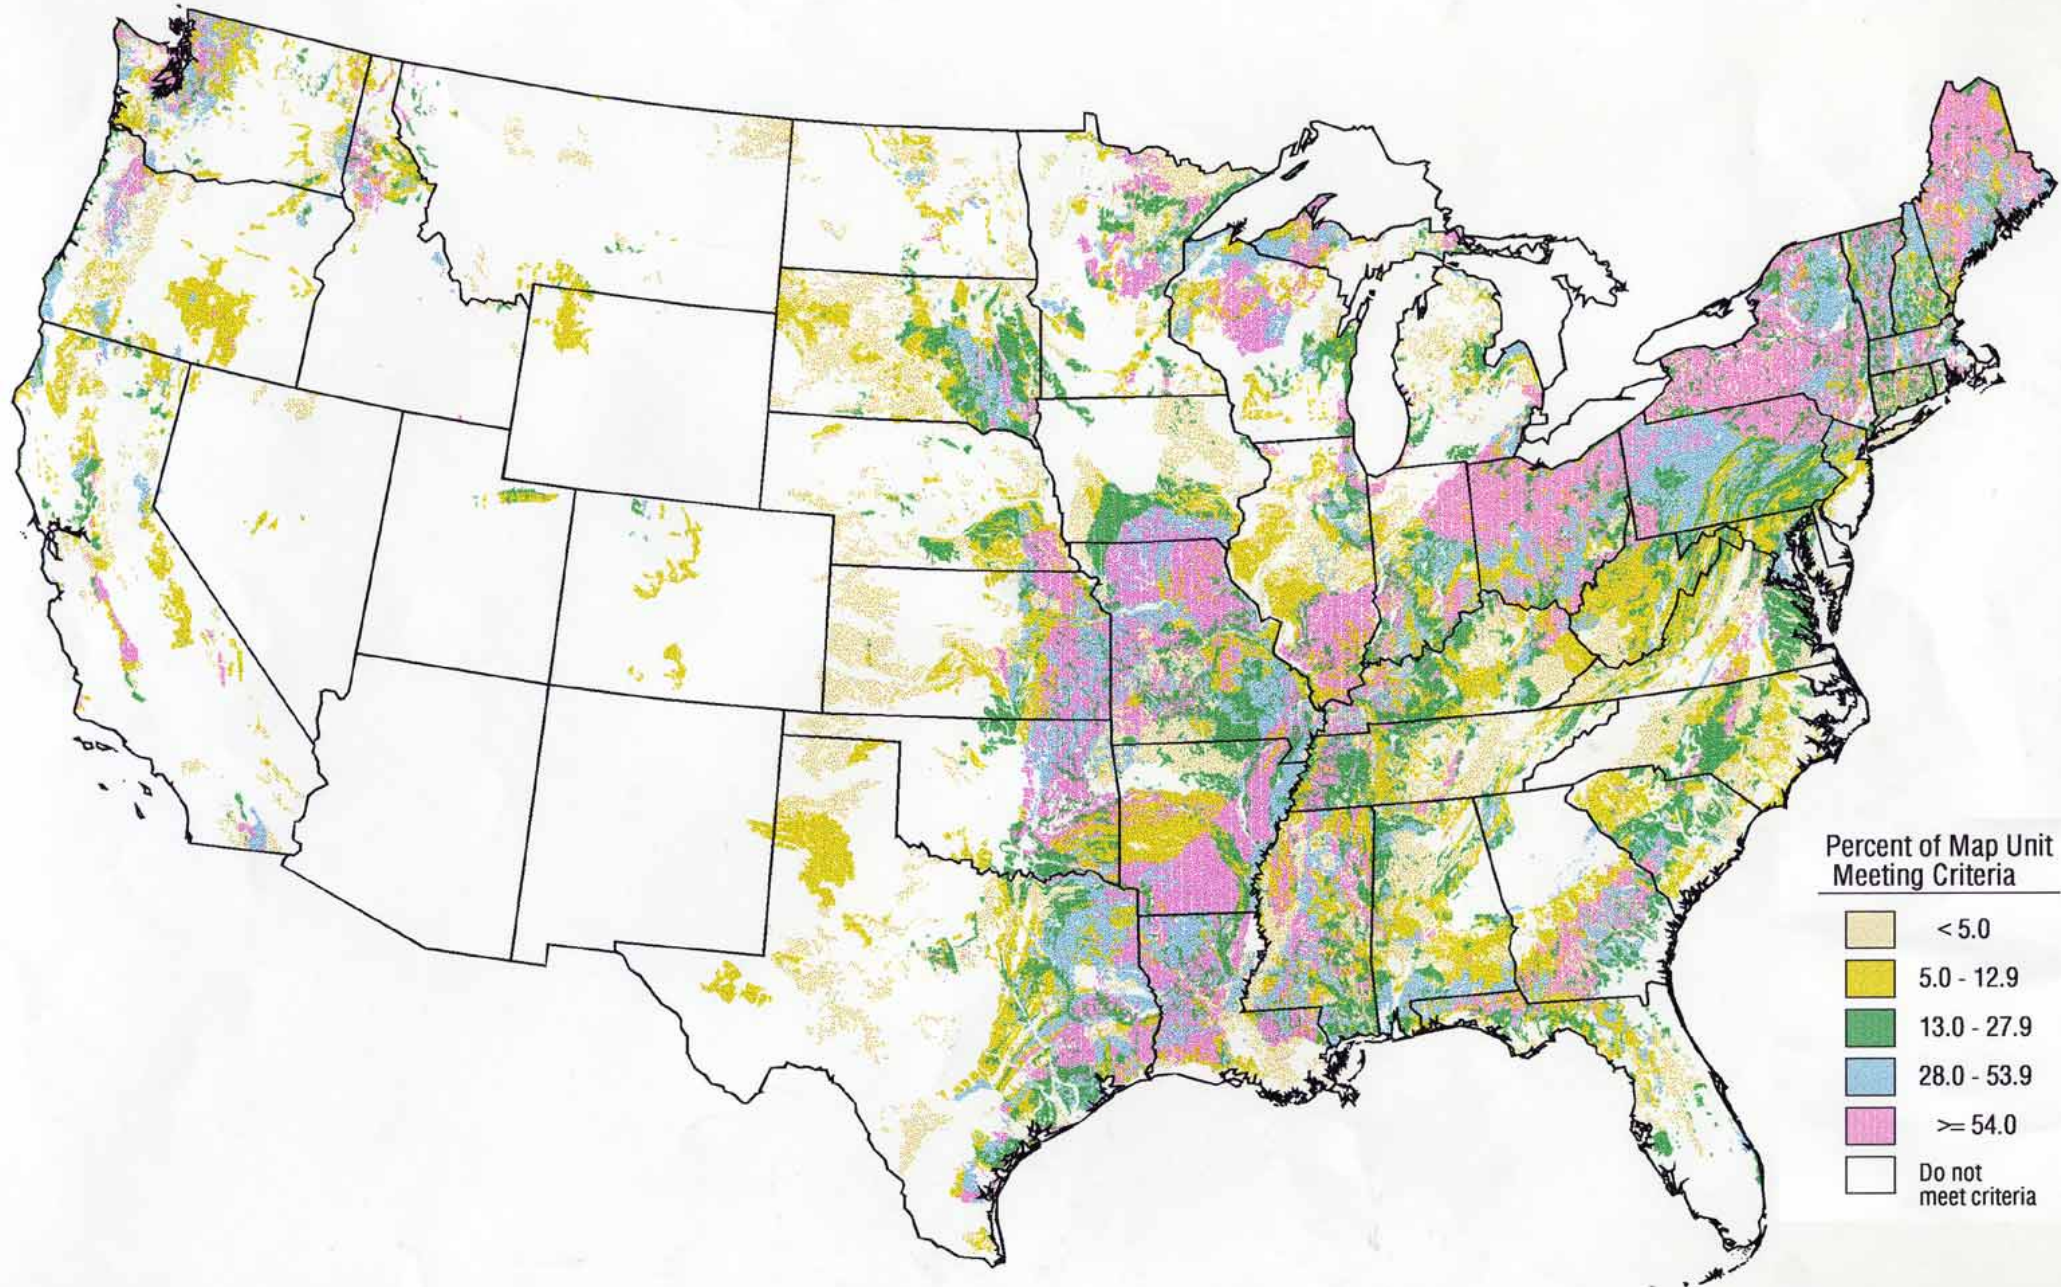 Percent of Map Unit
Meeting Criteria
< 5.0
5.0 - 12.9
13.0 - 27.9
28.0 - 53.9
>= 54.0
Do not
meet criteria